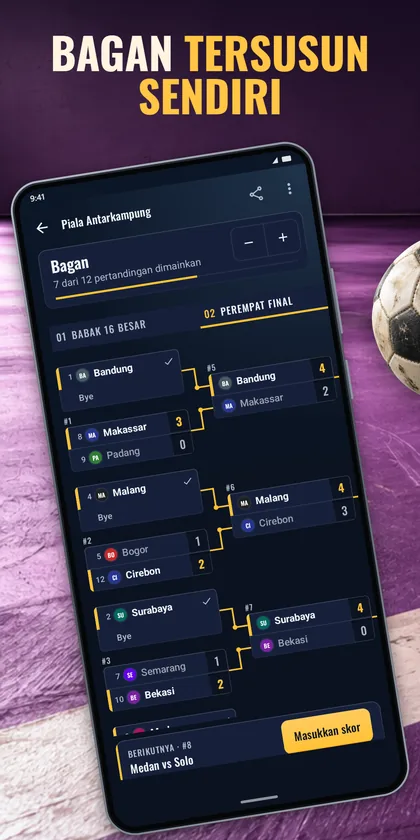 BAGAN TERSUSUN
SENDIRI
9:41
Piala Antarkampung
Bagan
7 dari 12 pertandingan dimainkan
− +
01 BABAK 16 BESAR
02 PEREMPAT FINAL
1 BA Bandung
Bye
#1
8 MA Makassar 3
9 PA Padang 0
#5
BA Bandung 4
MA Makassar 2
4 MA Malang
Bye
#2
5 BO Bogor 1
12 CI Cirebon 2
#6
MA Malang 4
CI Cirebon 3
2 SU Surabaya
Bye
#3
7 SE Semarang 1
10 BE Bekasi 2
#7
SU Surabaya 4
BE Bekasi 0
BERIKUTNYA · #8
Medan vs Solo
Masukkan skor